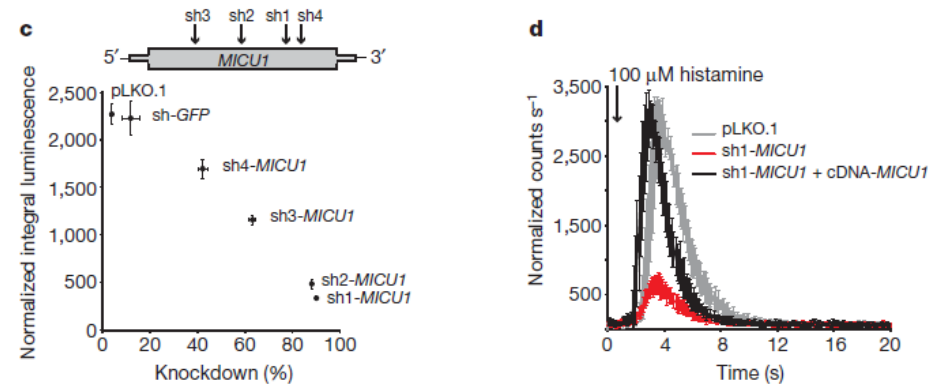 c
sh3 sh2 sh1 sh4
5′ MICU1 3′
Normalized integral luminescence
2,500
2,000
1,500
1,000
500
0
pLKO.1
sh-GFP
sh4-MICU1
sh3-MICU1
sh2-MICU1
sh1-MICU1
0 20 40 60 80 100
Knockdown (%)
d
100 μM histamine
Normalized counts s⁻¹
3,500
2,500
1,500
500
pLKO.1
sh1-MICU1
sh1-MICU1 + cDNA-MICU1
0 4 8 12 16 20
Time (s)